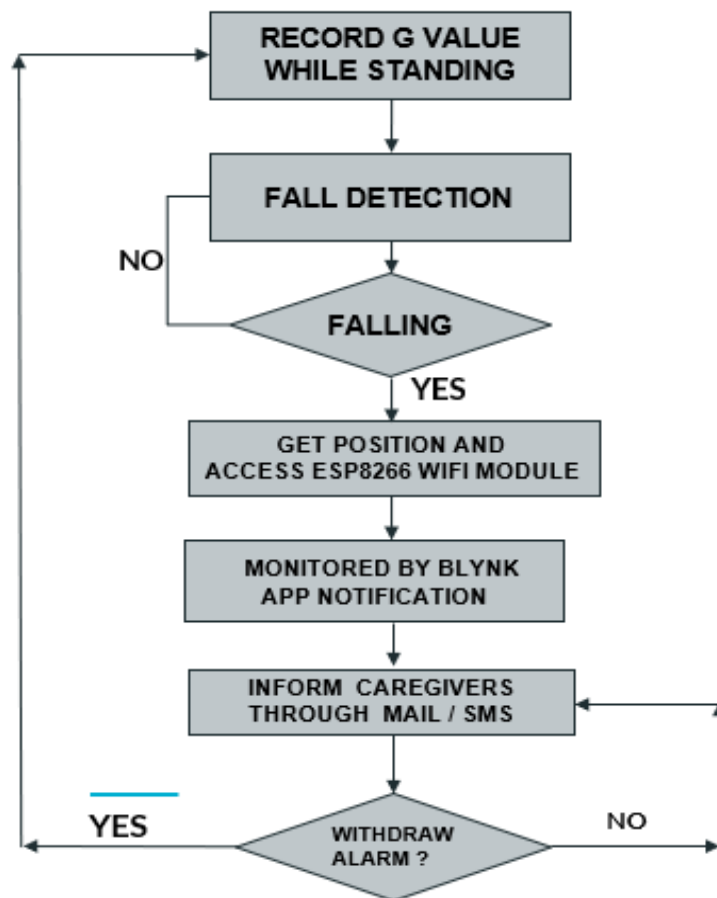 RECORD G VALUE
WHILE STANDING
FALL DETECTION
NO
FALLING
YES
GET POSITION AND
ACCESS ESP8266 WIFI MODULE
MONITORED BY BLYNK
APP NOTIFICATION
INFORM CAREGIVERS
THROUGH MAIL / SMS
YES
WITHDRAW
ALARM ?
NO